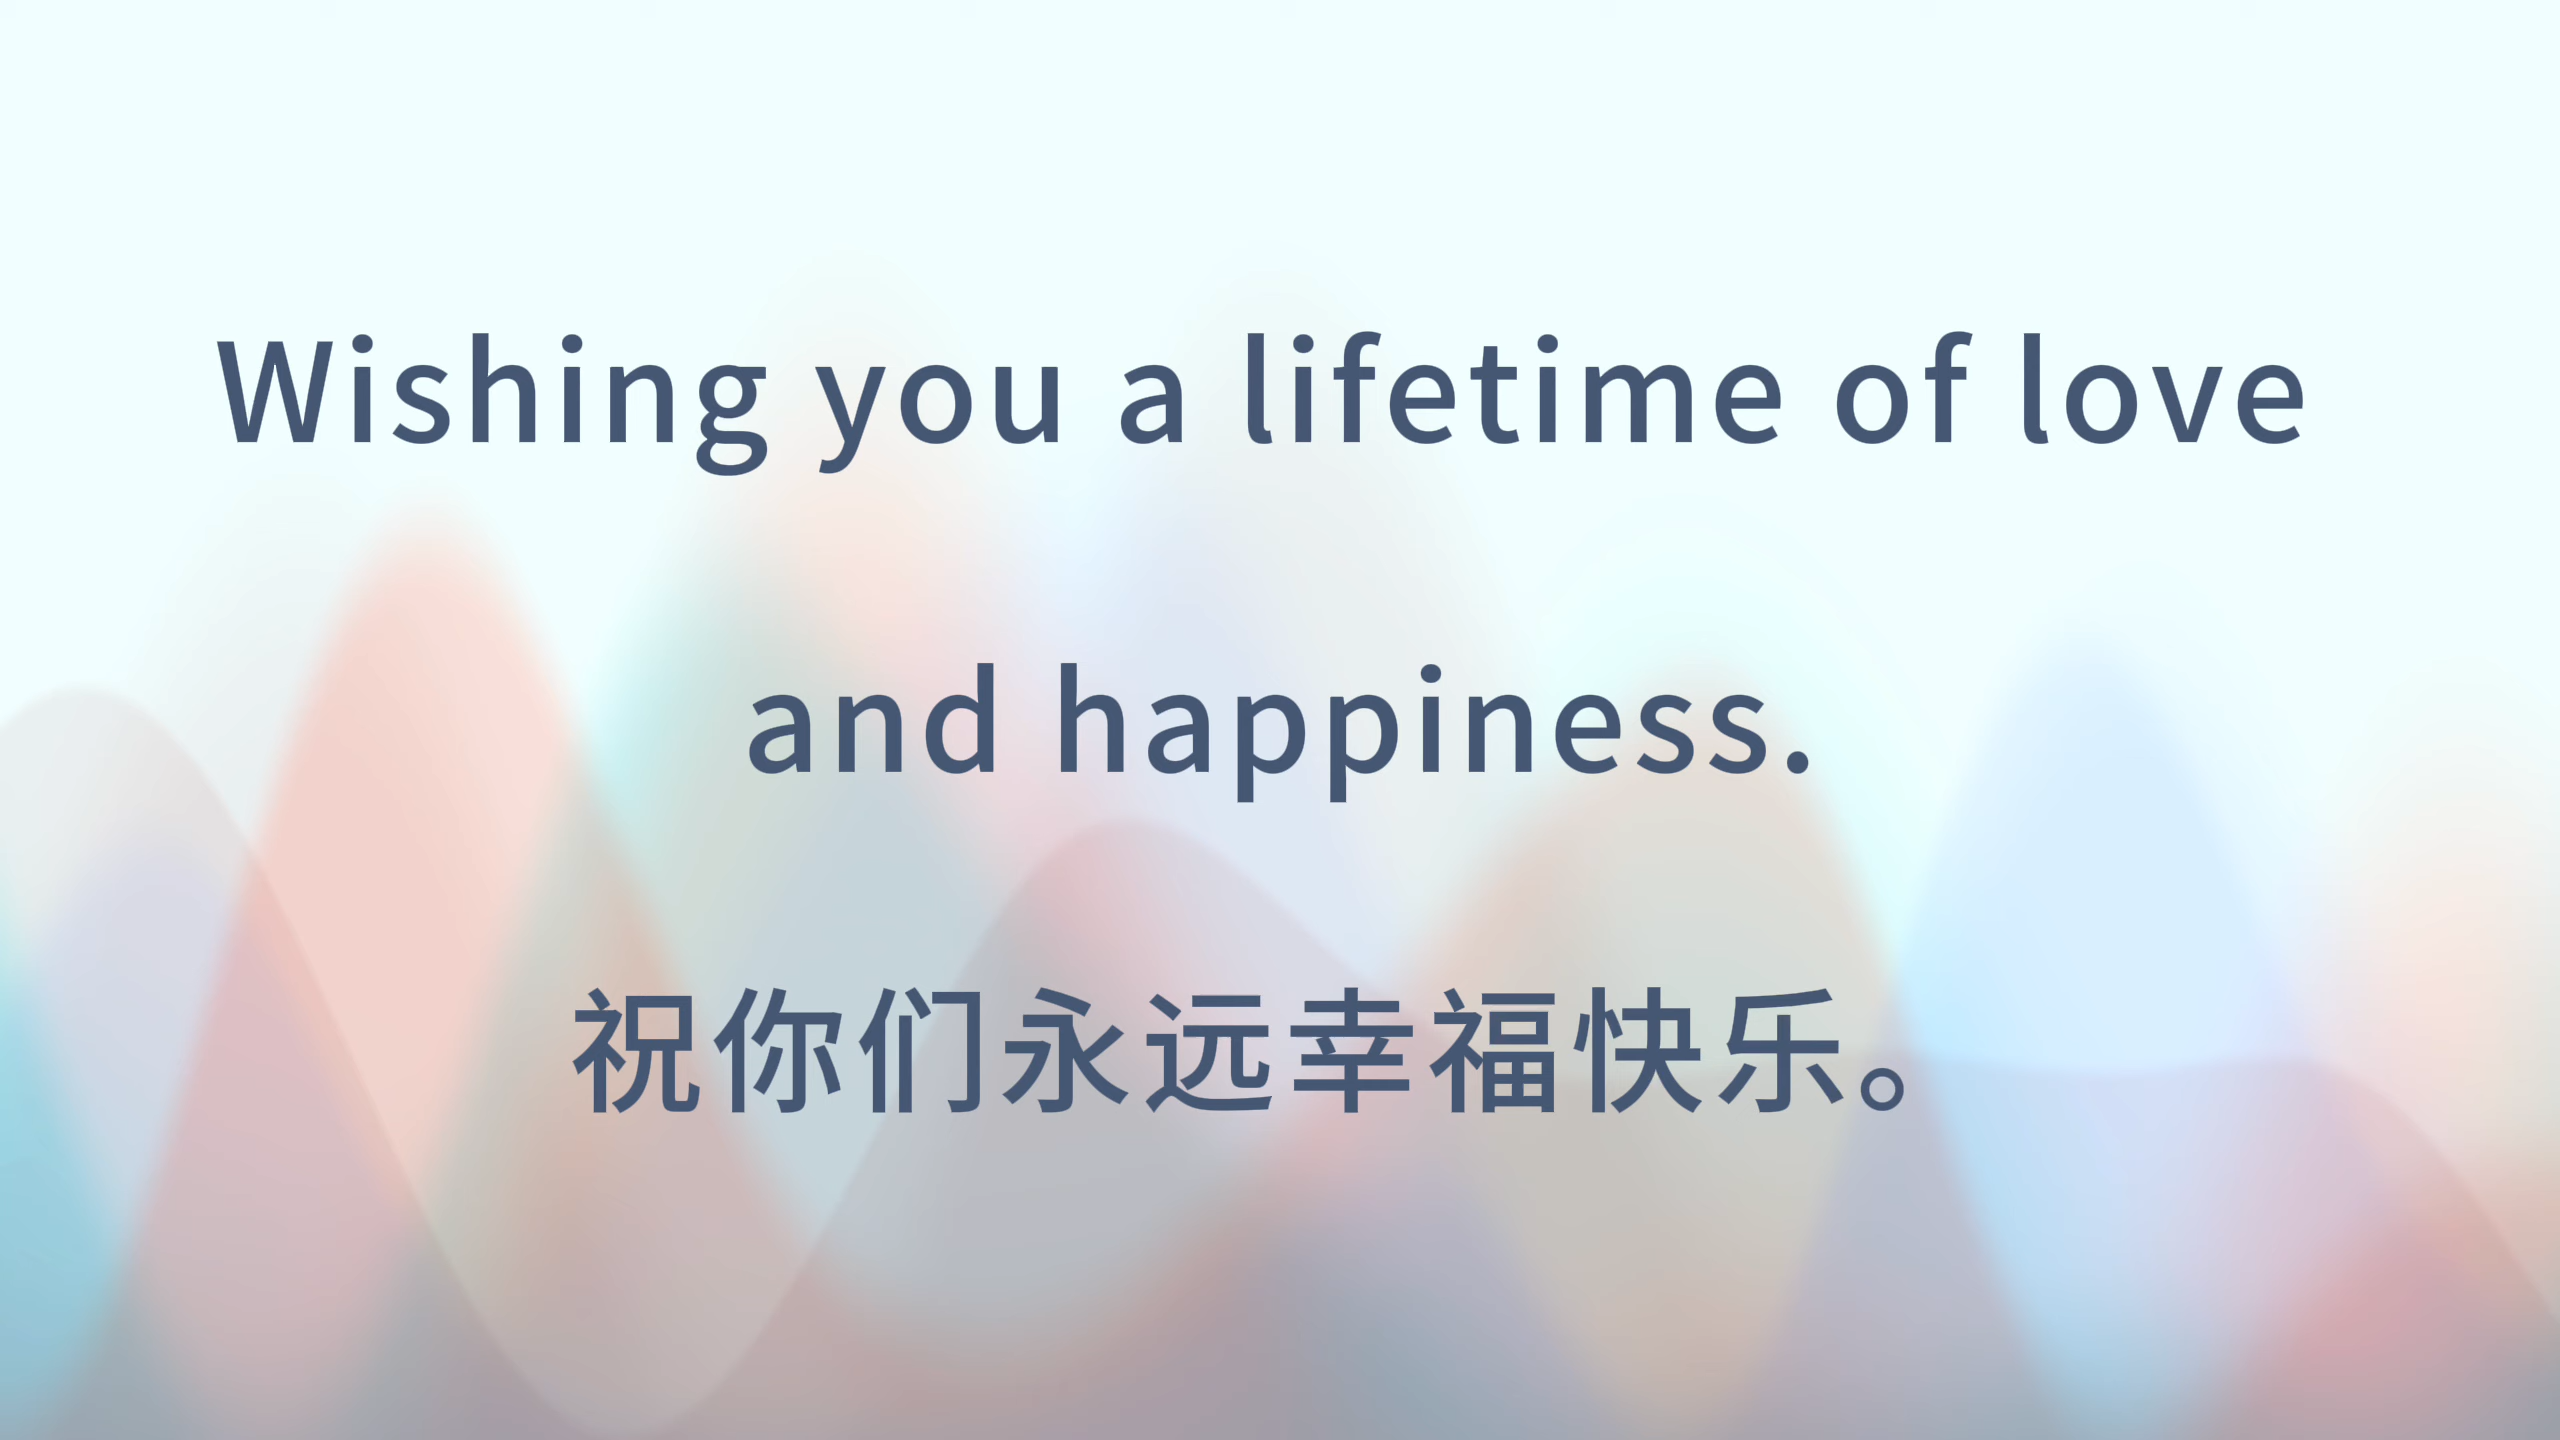 Wishing you a lifetime of love
and happiness.
祝你们永远幸福快乐。